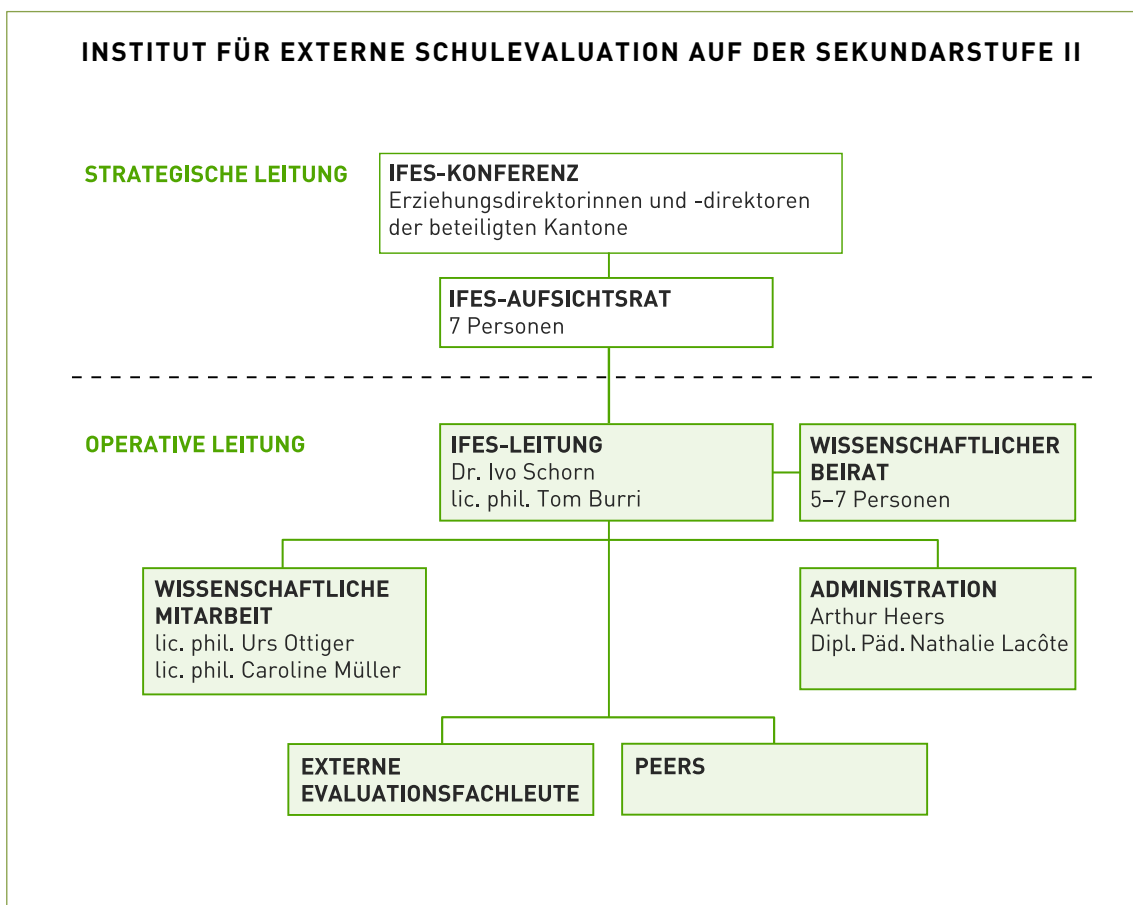 INSTITUT FÜR EXTERNE SCHULEVALUATION AUF DER SEKUNDARSTUFE II
STRATEGISCHE LEITUNG
IFES-KONFERENZ
Erziehungsdirektorinnen und -direktoren
der beteiligten Kantone
IFES-AUFSICHTSRAT
7 Personen
OPERATIVE LEITUNG
IFES-LEITUNG
Dr. Ivo Schorn
lic. phil. Tom Burri
WISSENSCHAFTLICHER
BEIRAT
5–7 Personen
WISSENSCHAFTLICHE
MITARBEIT
lic. phil. Urs Ottiger
lic. phil. Caroline Müller
ADMINISTRATION
Arthur Heers
Dipl. Päd. Nathalie Lacôte
EXTERNE
EVALUATIONSFACHLEUTE
PEERS